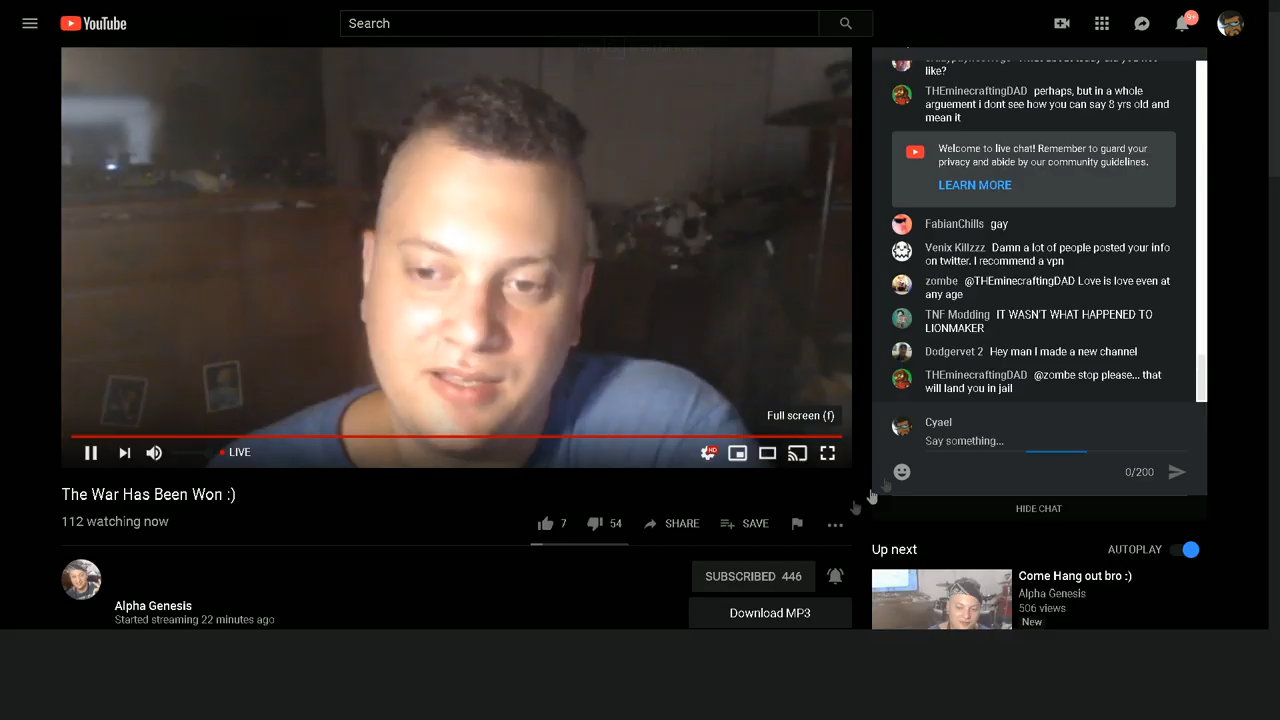 YouTube
Search
9+
like?
THEminecraftingDAD perhaps, but in a whole
arguement i dont see how you can say 8 yrs old and
mean it
Welcome to live chat! Remember to guard your
privacy and abide by our community guidelines.
LEARN MORE
FabianChills gay
Venix Killzzz Damn a lot of people posted your info
on twitter. I recommend a vpn
zombe @THEminecraftingDAD Love is love even at
any age
TNF Modding IT WASN'T WHAT HAPPENED TO
LIONMAKER
Dodgervet 2 Hey man I made a new channel
THEminecraftingDAD @zombe stop please... that
will land you in jail
Cyael
Say something...
0/200
HIDE CHAT
Full screen (f)
LIVE
HD
The War Has Been Won :)
112 watching now
7
54
SHARE
SAVE
SUBSCRIBED 446
Alpha Genesis
Started streaming 22 minutes ago
Download MP3
Up next
AUTOPLAY
Come Hang out bro :)
Alpha Genesis
506 views
New